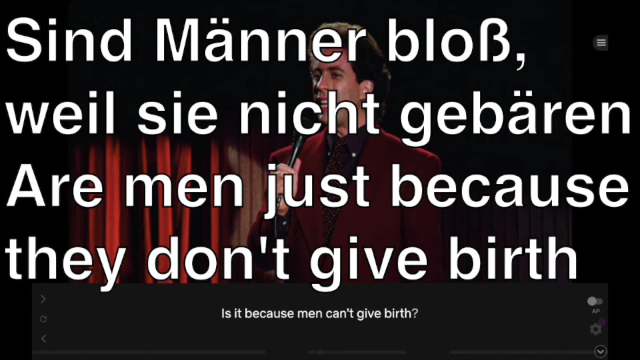 Sind Männer bloß,
weil sie nicht gebären
Are men just because
they don't give birth
Is it because men can't give birth?
AP